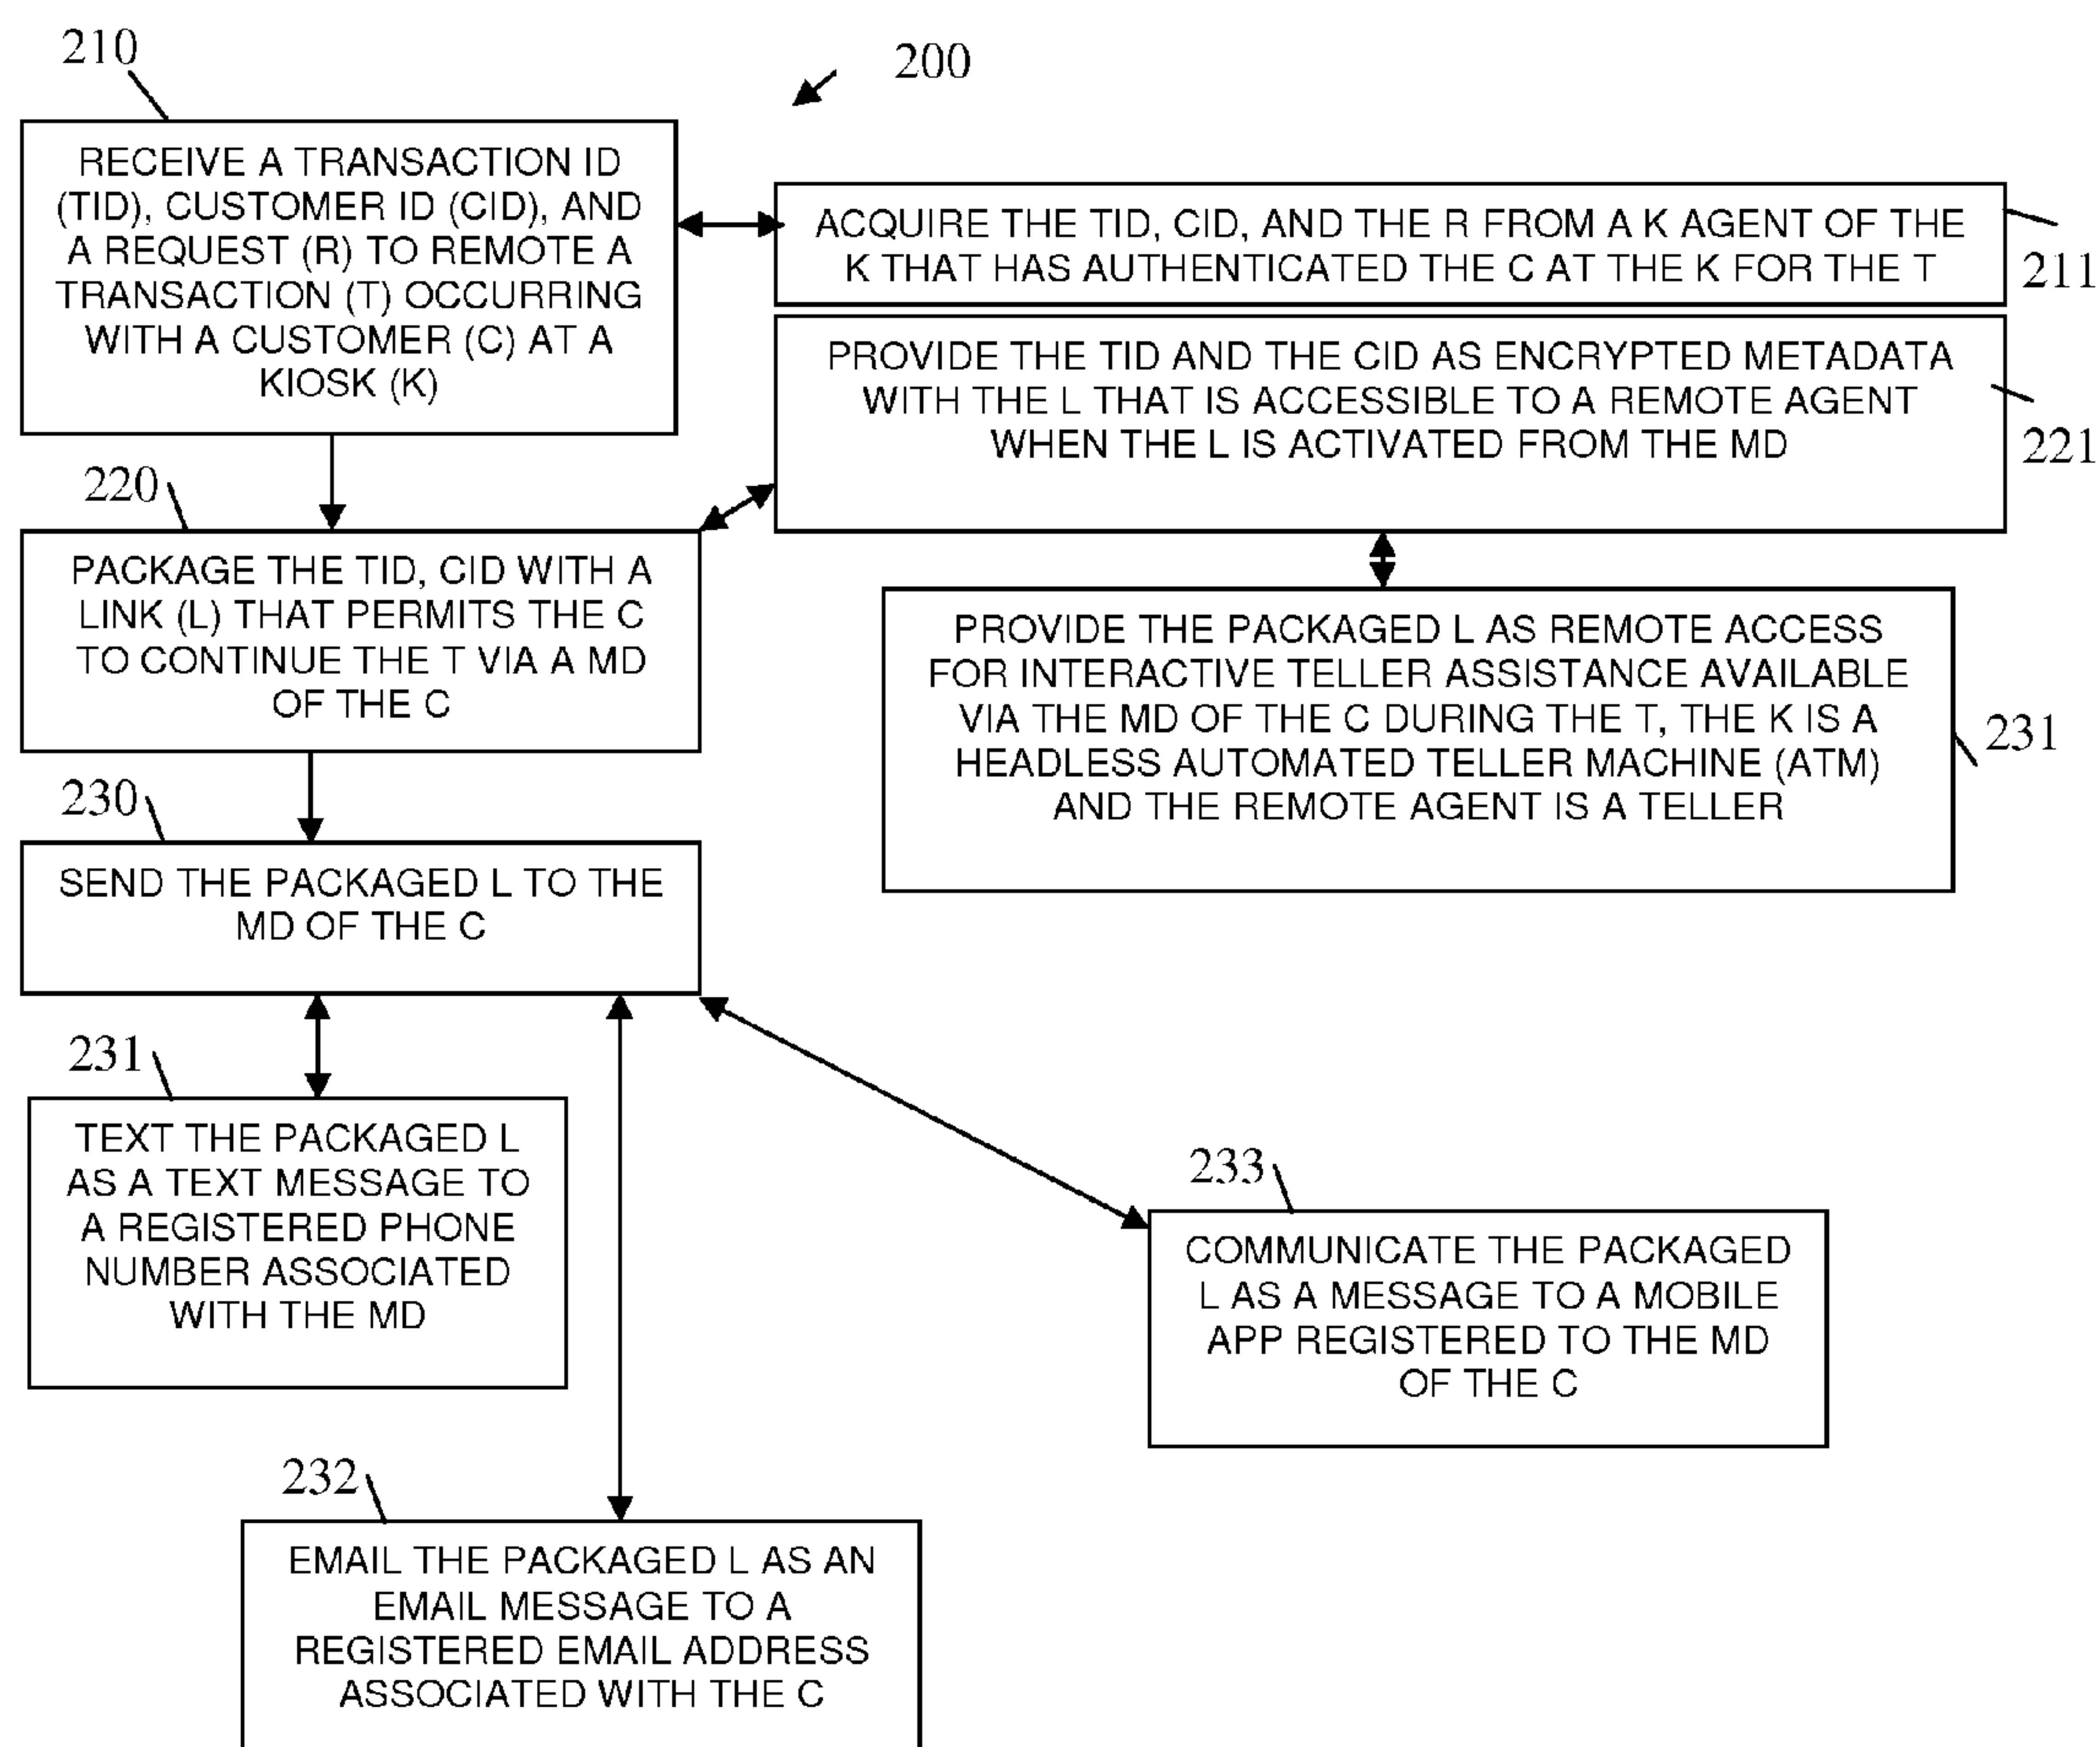 210
200
RECEIVE A TRANSACTION ID
(TID), CUSTOMER ID (CID), AND
A REQUEST (R) TO REMOTE A
TRANSACTION (T) OCCURRING
WITH A CUSTOMER (C) AT A
KIOSK (K)
ACQUIRE THE TID, CID, AND THE R FROM A K AGENT OF THE
K THAT HAS AUTHENTICATED THE C AT THE K FOR THE T
211
PROVIDE THE TID AND THE CID AS ENCRYPTED METADATA
WITH THE L THAT IS ACCESSIBLE TO A REMOTE AGENT
WHEN THE L IS ACTIVATED FROM THE MD
221
220
PACKAGE THE TID, CID WITH A
LINK (L) THAT PERMITS THE C
TO CONTINUE THE T VIA A MD
OF THE C
PROVIDE THE PACKAGED L AS REMOTE ACCESS
FOR INTERACTIVE TELLER ASSISTANCE AVAILABLE
VIA THE MD OF THE C DURING THE T, THE K IS A
HEADLESS AUTOMATED TELLER MACHINE (ATM)
AND THE REMOTE AGENT IS A TELLER
231
230
SEND THE PACKAGED L TO THE
MD OF THE C
231
TEXT THE PACKAGED L
AS A TEXT MESSAGE TO
A REGISTERED PHONE
NUMBER ASSOCIATED
WITH THE MD
233
COMMUNICATE THE PACKAGED
L AS A MESSAGE TO A MOBILE
APP REGISTERED TO THE MD
OF THE C
232
EMAIL THE PACKAGED L AS AN
EMAIL MESSAGE TO A
REGISTERED EMAIL ADDRESS
ASSOCIATED WITH THE C